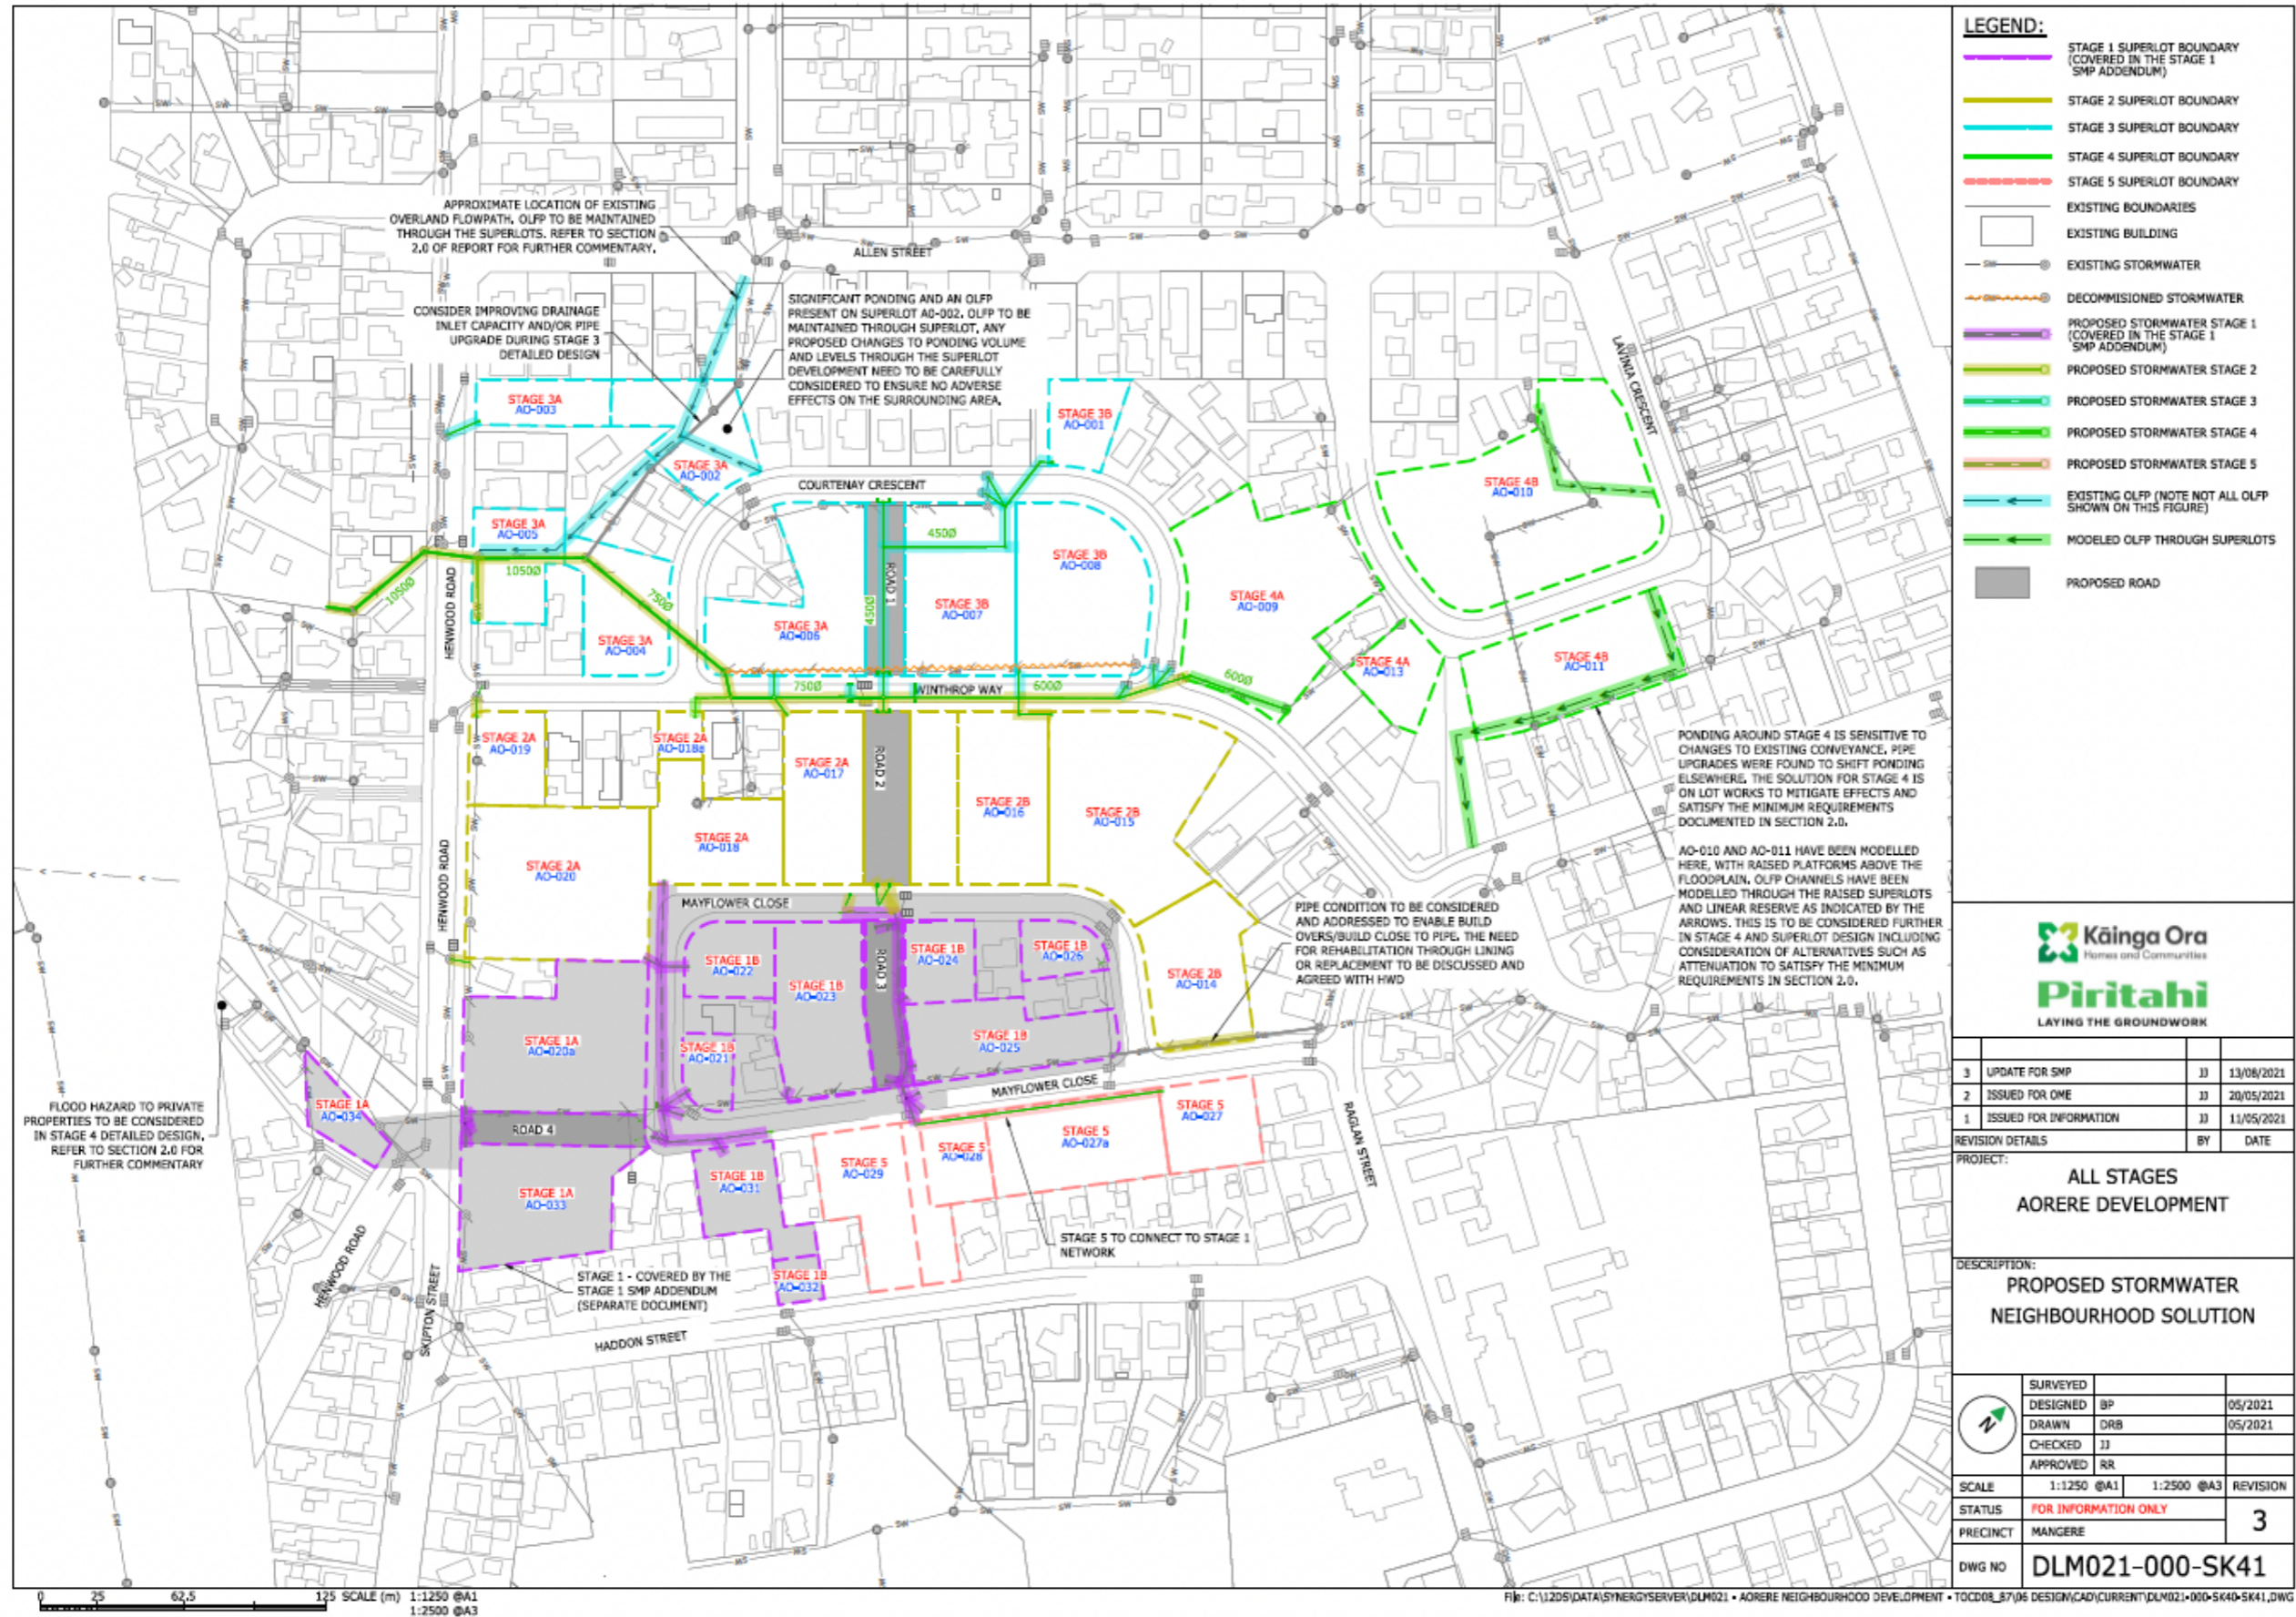 APPROXIMATE LOCATION OF EXISTING
OVERLAND FLOWPATH. OLFP TO BE MAINTAINED
THROUGH THE SUPERLOTS. REFER TO SECTION
2.0 OF REPORT FOR FURTHER COMMENTARY.
ALLEN STREET
CONSIDER IMPROVING DRAINAGE
INLET CAPACITY AND/OR PIPE
UPGRADE DURING STAGE 3
DETAILED DESIGN
SIGNIFICANT PONDING AND AN OLFP
PRESENT ON SUPERLOT AO-002. OLFP TO BE
MAINTAINED THROUGH SUPERLOT. ANY
PROPOSED CHANGES TO PONDING VOLUME
AND LEVELS THROUGH THE SUPERLOT
DEVELOPMENT NEED TO BE CAREFULLY
CONSIDERED TO ENSURE NO ADVERSE
EFFECTS ON THE SURROUNDING AREA.
LAVINIA CRESCENT
STAGE 3A
AO-003
STAGE 3B
AO-001
STAGE 3A
AO-002
COURTENAY CRESCENT
STAGE 4B
AO-010
STAGE 3A
AO-005
450Ø
STAGE 3B
AO-008
1050Ø
1050Ø
HENWOOD ROAD
750Ø
450Ø
ROAD 1
STAGE 3B
AO-007
STAGE 4A
AO-009
STAGE 3A
AO-006
STAGE 3A
AO-004
STAGE 4A
AO-013
STAGE 4B
AO-011
750Ø
WINTHROP WAY
600Ø
600Ø
STAGE 2A
AO-019
STAGE 2A
AO-018a
STAGE 2A
AO-017
ROAD 2
STAGE 2B
AO-016
STAGE 2B
AO-015
STAGE 2A
AO-018
STAGE 2A
AO-020
HENWOOD ROAD
PONDING AROUND STAGE 4 IS SENSITIVE TO
CHANGES TO EXISTING CONVEYANCE. PIPE
UPGRADES WERE FOUND TO SHIFT PONDING
ELSEWHERE. THE SOLUTION FOR STAGE 4 IS
ON LOT WORKS TO MITIGATE EFFECTS AND
SATISFY THE MINIMUM REQUIREMENTS
DOCUMENTED IN SECTION 2.0.
AO-010 AND AO-011 HAVE BEEN MODELLED
HERE, WITH RAISED PLATFORMS ABOVE THE
FLOODPLAIN. OLFP CHANNELS HAVE BEEN
MODELLED THROUGH THE RAISED SUPERLOTS
AND LINEAR RESERVE AS INDICATED BY THE
ARROWS. THIS IS TO BE CONSIDERED FURTHER
IN STAGE 4 AND SUPERLOT DESIGN INCLUDING
CONSIDERATION OF ALTERNATIVES SUCH AS
ATTENUATION TO SATISFY THE MINIMUM
REQUIREMENTS IN SECTION 2.0.
MAYFLOWER CLOSE
PIPE CONDITION TO BE CONSIDERED
AND ADDRESSED TO ENABLE BUILD
OVERS/BUILD CLOSE TO PIPE. THE NEED
FOR REHABILITATION THROUGH LINING
OR REPLACEMENT TO BE DISCUSSED AND
AGREED WITH HWD
STAGE 1B
AO-022
STAGE 1B
AO-023
ROAD 3
STAGE 1B
AO-024
STAGE 1B
AO-026
STAGE 2B
AO-014
STAGE 1A
AO-020a
STAGE 1B
AO-021
STAGE 1B
AO-025
MAYFLOWER CLOSE
FLOOD HAZARD TO PRIVATE
PROPERTIES TO BE CONSIDERED
IN STAGE 4 DETAILED DESIGN.
REFER TO SECTION 2.0 FOR
FURTHER COMMENTARY
STAGE 1A
AO-034
ROAD 4
STAGE 5
AO-027
STAGE 5
AO-027a
STAGE 5
AO-028
STAGE 5
AO-029
RAGLAN STREET
STAGE 1B
AO-031
STAGE 1A
AO-033
STAGE 5 TO CONNECT TO STAGE 1
NETWORK
STAGE 1 - COVERED BY THE
STAGE 1 SMP ADDENDUM
(SEPARATE DOCUMENT)
STAGE 1B
AO-032
HENWOOD ROAD
SKIPTON STREET
HADDON STREET
LEGEND:
STAGE 1 SUPERLOT BOUNDARY
(COVERED IN THE STAGE 1
SMP ADDENDUM)
STAGE 2 SUPERLOT BOUNDARY
STAGE 3 SUPERLOT BOUNDARY
STAGE 4 SUPERLOT BOUNDARY
STAGE 5 SUPERLOT BOUNDARY
EXISTING BOUNDARIES
EXISTING BUILDING
SW EXISTING STORMWATER
SW DECOMMISIONED STORMWATER
PROPOSED STORMWATER STAGE 1
(COVERED IN THE STAGE 1
SMP ADDENDUM)
PROPOSED STORMWATER STAGE 2
PROPOSED STORMWATER STAGE 3
PROPOSED STORMWATER STAGE 4
PROPOSED STORMWATER STAGE 5
EXISTING OLFP (NOTE NOT ALL OLFP
SHOWN ON THIS FIGURE)
MODELED OLFP THROUGH SUPERLOTS
PROPOSED ROAD
Kāinga Ora
Homes and Communities
Piritahi
LAYING THE GROUNDWORK
3 UPDATE FOR SMP JJ 13/08/2021
2 ISSUED FOR OME JJ 20/05/2021
1 ISSUED FOR INFORMATION JJ 11/05/2021
REVISION DETAILS BY DATE
PROJECT:
ALL STAGES
AORERE DEVELOPMENT
DESCRIPTION:
PROPOSED STORMWATER
NEIGHBOURHOOD SOLUTION
N
SURVEYED
DESIGNED BP 05/2021
DRAWN DRB 05/2021
CHECKED JJ
APPROVED RR
SCALE 1:1250 @A1 1:2500 @A3 REVISION
STATUS FOR INFORMATION ONLY 3
PRECINCT MANGERE
DWG NO DLM021-000-SK41
0 25 62.5 125 SCALE (m) 1:1250 @A1
1:2500 @A3
File: C:\12DS\DATA\SYNERGYSERVER\DLM021 - AORERE NEIGHBOURHOOD DEVELOPMENT - TOCD08_87\06 DESIGN\CAD\CURRENT\DLM021-000-SK40-SK41.DWG